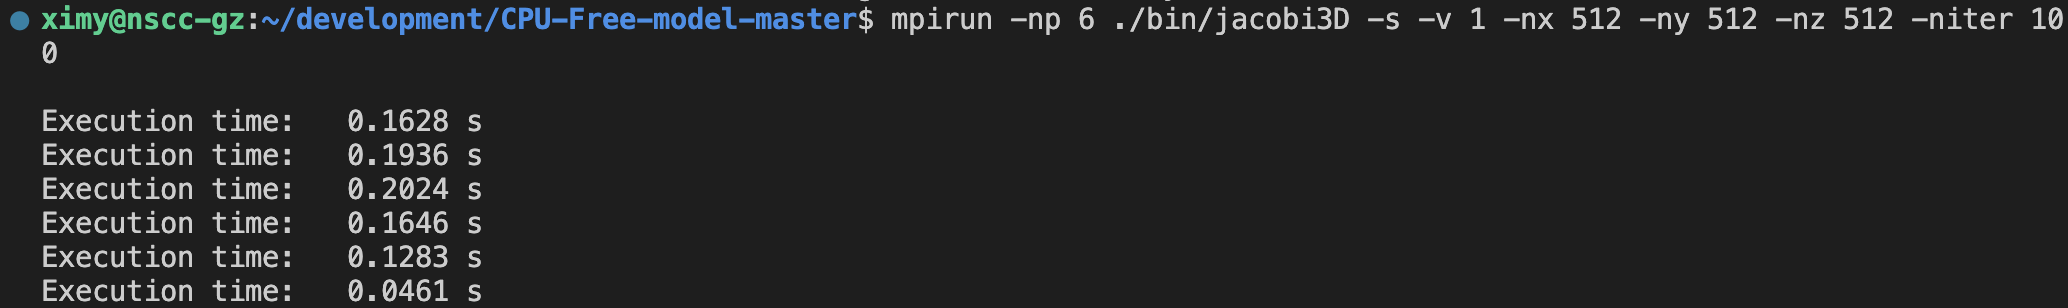 ximy@nscc-gz:~/development/CPU-Free-model-master$ mpirun -np 6 ./bin/jacobi3D -s -v 1 -nx 512 -ny 512 -nz 512 -niter 10
0
Execution time:   0.1628 s
Execution time:   0.1936 s
Execution time:   0.2024 s
Execution time:   0.1646 s
Execution time:   0.1283 s
Execution time:   0.0461 s